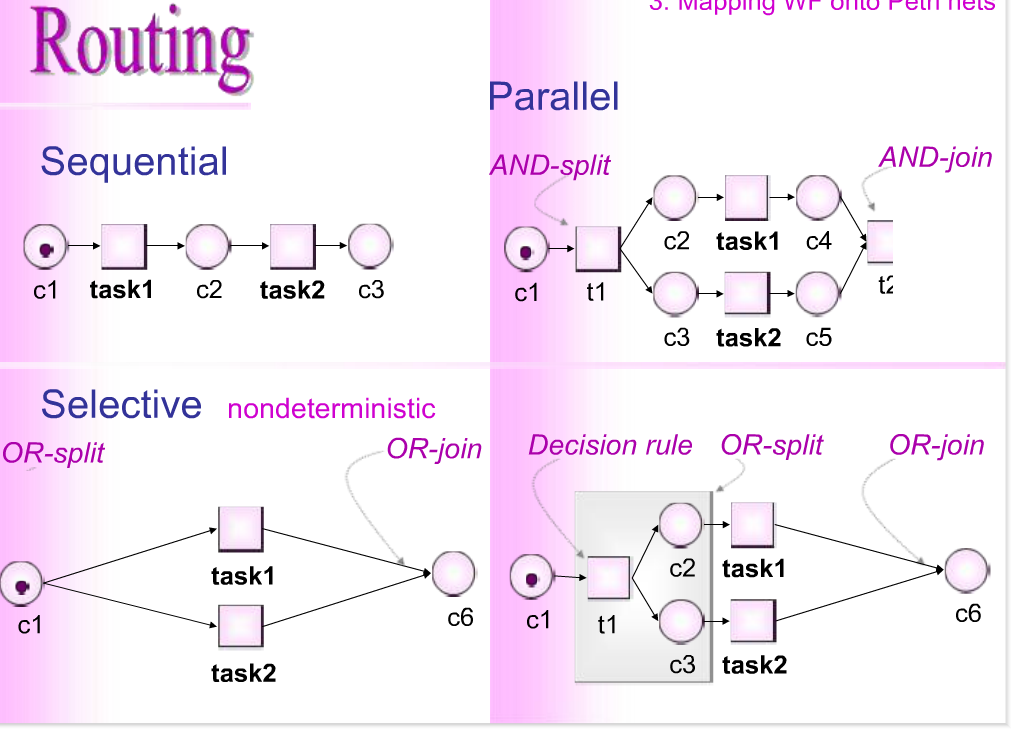 Routing
3. Mapping WF onto Petri nets
Sequential
c1 task1 c2 task2 c3
Parallel
AND-split
AND-join
c2 task1 c4
c1 t1
t2
c3 task2 c5
Selective nondeterministic
OR-split
OR-join
task1
c1
c6
task2
Decision rule OR-split OR-join
c2 task1
c1 t1
c6
c3 task2